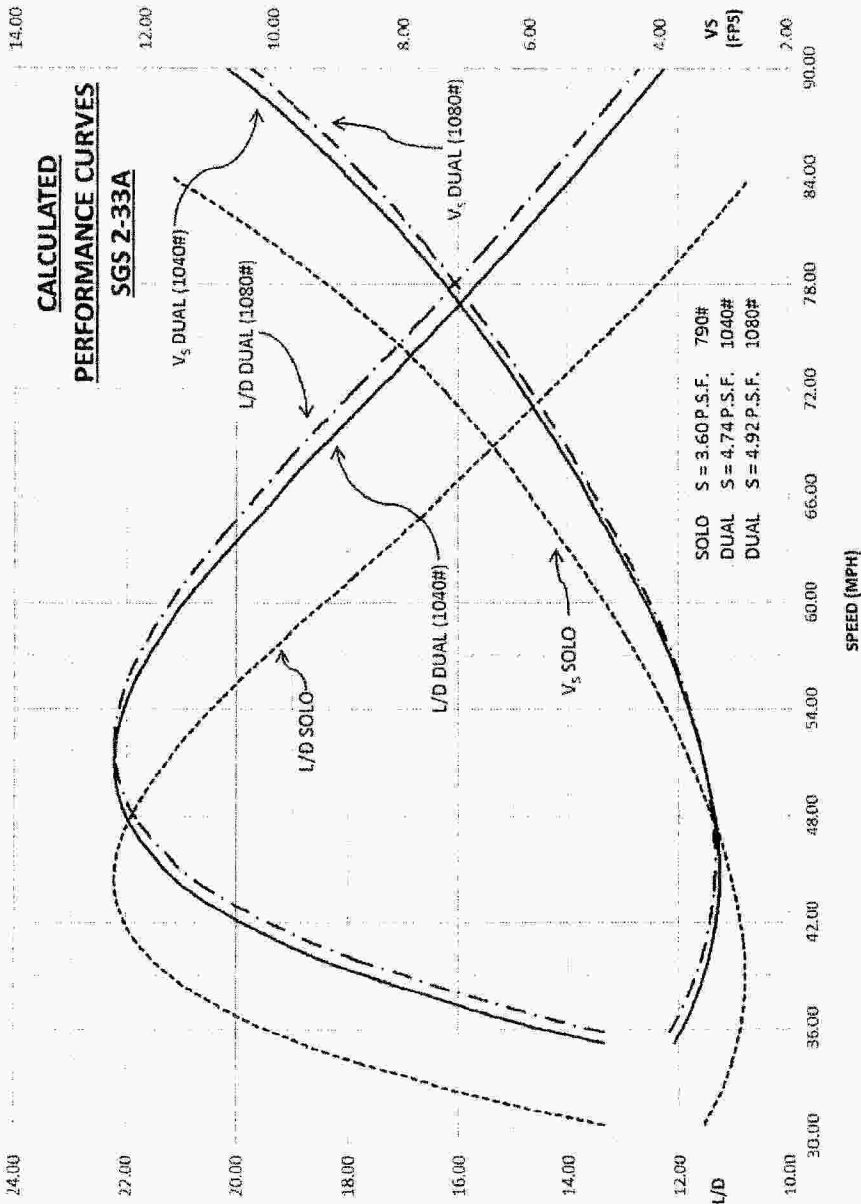 CALCULATED
PERFORMANCE CURVES
SGS 2-33A
24.00
22.00
20.00
18.00
16.00
14.00
12.00
10.00
L/D
14.00
12.00
10.00
8.00
6.00
4.00
2.00
VS
(FPS)
30.00
36.00
42.00
48.00
54.00
60.00
66.00
72.00
78.00
84.00
90.00
SPEED (MPH)
VS DUAL (1040#)
L/D DUAL (1080#)
VS DUAL (1080#)
L/D SOLO
L/D DUAL (1040#)
VS SOLO
SOLO S = 3.60 P.S.F. 790#
DUAL S = 4.74 P.S.F. 1040#
DUAL S = 4.92 P.S.F. 1080#